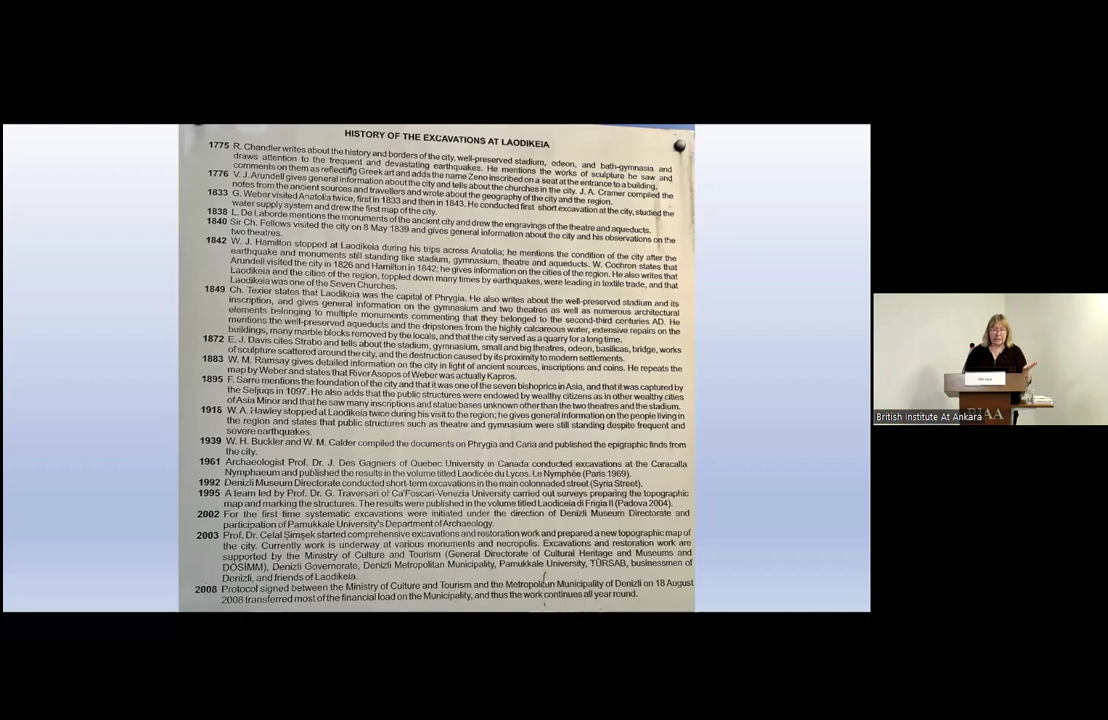 HISTORY OF THE EXCAVATIONS AT LAODIKEIA
1775 R. Chandler writes about the history and borders of the city, well-preserved stadium, odeon, and bath-gymnasia and
draws attention to the frequent and devastating earthquakes. He mentions the works of sculpture he saw and
comments on them as reflecting Greek art and adds the name Zeno inscribed on a seat at the entrance to a building.
1776 V. J. Arundell gives general information about the city and tells about the churches in the city. J. A. Cramer compiled the
notes from the ancient sources and travellers and wrote about the geography of the city and the region.
1833 G. Weber visited Anatolia twice, first in 1833 and then in 1843. He conducted first short excavation at the city, studied the
water supply system and drew the first map of the city.
1838 L. De Laborde mentions the monuments of the ancient city and drew the engravings of the theatre and aqueducts.
1840 Sir Ch. Fellows visited the city on 8 May 1839 and gives general information about the city and his observations on the
two theatres.
1842 W. J. Hamilton stopped at Laodikeia during his trips across Anatolia; he mentions the condition of the city after the
earthquake and monuments still standing like stadium, gymnasium, theatre and aqueducts. W. Cochron states that
Arundell visited the city in 1826 and Hamilton in 1842; he gives information on the cities of the region. He also writes that
Laodikeia and the cities of the region, toppled down many times by earthquakes, were leading in textile trade, and that
Laodikeia was one of the Seven Churches.
1849 Ch. Texier states that Laodikeia was the capital of Phrygia. He also writes about the well-preserved stadium and its
inscription, and gives general information on the gymnasium and two theatres as well as numerous architectural
elements belonging to multiple monuments commenting that they belonged to the second-third centuries AD. He
mentions the well-preserved aqueducts and the dripstones from the highly calcareous water, extensive repairs on the
buildings, many marble blocks removed by the locals, and that the city served as a quarry for a long time.
1872 E. J. Davis cites Strabo and tells about the stadium, gymnasium, small and big theatres, odeon, basilicas, bridge, works
of sculpture scattered around the city, and the destruction caused by its proximity to modern settlements.
1883 W. M. Ramsay gives detailed information on the city in light of ancient sources, inscriptions and coins. He repeats the
map by Weber and states that River Asopos of Weber was actually Kapros.
1895 F. Sarre mentions the foundation of the city and that it was one of the seven bishoprics in Asia, and that it was captured by
the Seljuqs in 1097. He also adds that the public structures were endowed by wealthy citizens as in other wealthy cities
of Asia Minor and that he saw many inscriptions and statue bases unknown other than the two theatres and the stadium.
1918 W. A. Hawley stopped at Laodikeia twice during his visit to the region; he gives general information on the people living in
the region and states that public structures such as theatre and gymnasium were still standing despite frequent and
severe earthquakes.
1939 W. H. Buckler and W. M. Calder compiled the documents on Phrygia and Caria and published the epigraphic finds from
the city.
1961 Archaeologist Prof. Dr. J. Des Gagniers of Quebec University in Canada conducted excavations at the Caracalla
Nymphaeum and published the results in the volume titled Laodicée du Lycos. Le Nymphée (Paris 1969).
1992 Denizli Museum Directorate conducted short-term excavations in the main colonnaded street (Syria Street).
1995 A team led by Prof. Dr. G. Traversari of Ca'Foscari-Venezia University carried out surveys preparing the topographic
map and marking the structures. The results were published in the volume titled Laodiceia di Frigia II (Padova 2004).
2002 For the first time systematic excavations were initiated under the direction of Denizli Museum Directorate and
participation of Pamukkale University's Department of Archaeology.
2003 Prof. Dr. Celal Şimşek started comprehensive excavations and restoration work and prepared a new topographic map of
the city. Currently work is underway at various monuments and necropolis. Excavations and restoration work are
supported by the Ministry of Culture and Tourism (General Directorate of Cultural Heritage and Museums and
DÖSİMM), Denizli Governorate, Denizli Metropolitan Municipality, Pamukkale University, TÜRSAB, businessmen of
Denizli, and friends of Laodikeia.
2008 Protocol signed between the Ministry of Culture and Tourism and the Metropolitan Municipality of Denizli on 18 August
2008 transferred most of the financial load on the Municipality, and thus the work continues all year round.
BIAA
British Institute At Ankara